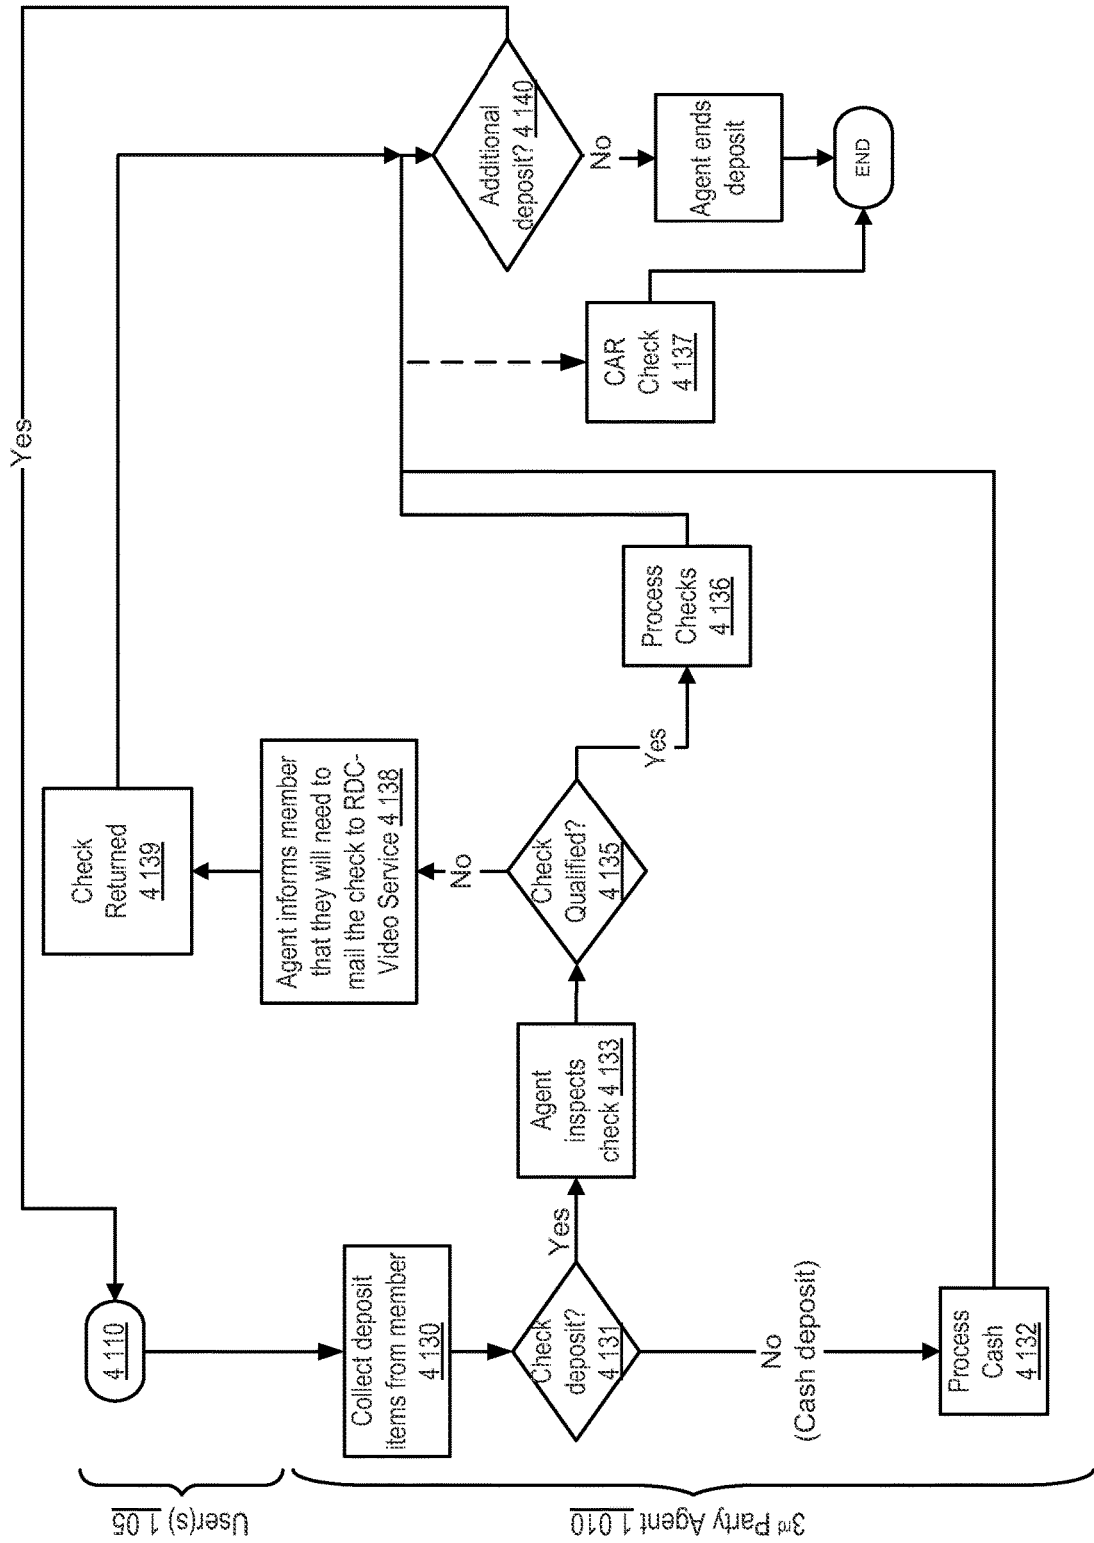 Yes
4 110
User(s) 1 05
3rd Party Agent 1 010
Collect deposit
items from member
4 130
Check
deposit?
4 131
Yes
No
(Cash deposit)
Process
Cash
4 132
Agent
inspects
check 4 133
Check
Qualified?
4 135
No
Yes
Agent informs member
that they will need to
mail the check to RDC-
Video Service 4 138
Check
Returned
4 139
Process
Checks
4 136
CAR
Check
4 137
Additional
deposit? 4 140
No
Agent ends
deposit
END